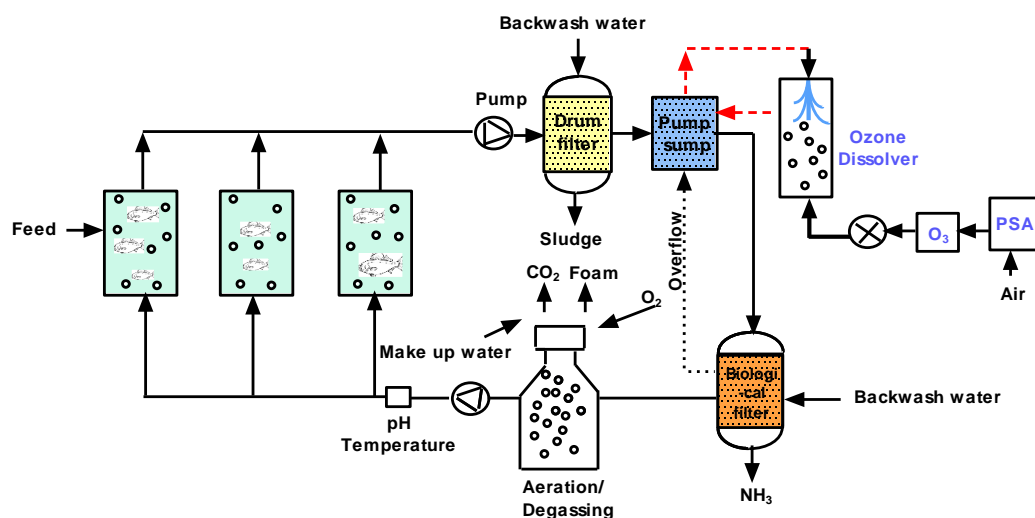 Backwash water
Pump
Drum
filter
Pump
sump
Ozone
Dissolver
Feed
Sludge
Overflow
O3
PSA
Air
CO2
Foam
O2
Make up water
Biologi
-cal
filter
Backwash water
pH
Temperature
Aeration/
Degassing
NH3